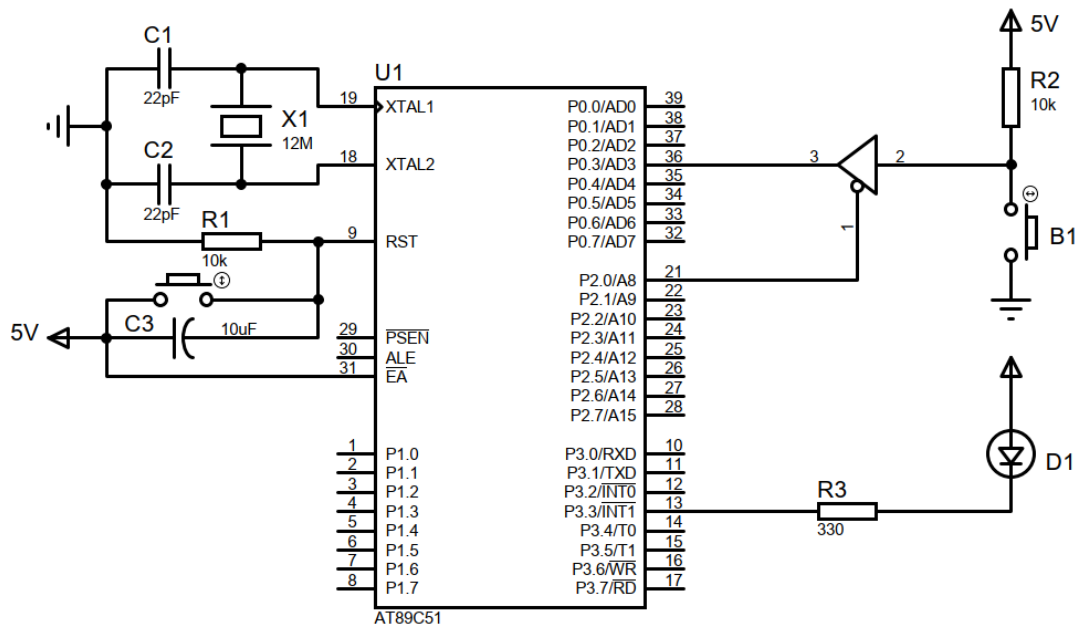 C1
22pF
C2
22pF
X1
12M
R1
10k
5V
C3
10uF
U1
19 XTAL1
18 XTAL2
9 RST
29 PSEN
30 ALE
31 EA
1 P1.0
2 P1.1
3 P1.2
4 P1.3
5 P1.4
6 P1.5
7 P1.6
8 P1.7
P0.0/AD0 39
P0.1/AD1 38
P0.2/AD2 37
P0.3/AD3 36
P0.4/AD4 35
P0.5/AD5 34
P0.6/AD6 33
P0.7/AD7 32
P2.0/A8 21
P2.1/A9 22
P2.2/A10 23
P2.3/A11 24
P2.4/A12 25
P2.5/A13 26
P2.6/A14 27
P2.7/A15 28
P3.0/RXD 10
P3.1/TXD 11
P3.2/INT0 12
P3.3/INT1 13
P3.4/T0 14
P3.5/T1 15
P3.6/WR 16
P3.7/RD 17
AT89C51
3
2
1
5V
R2
10k
B1
D1
R3
330